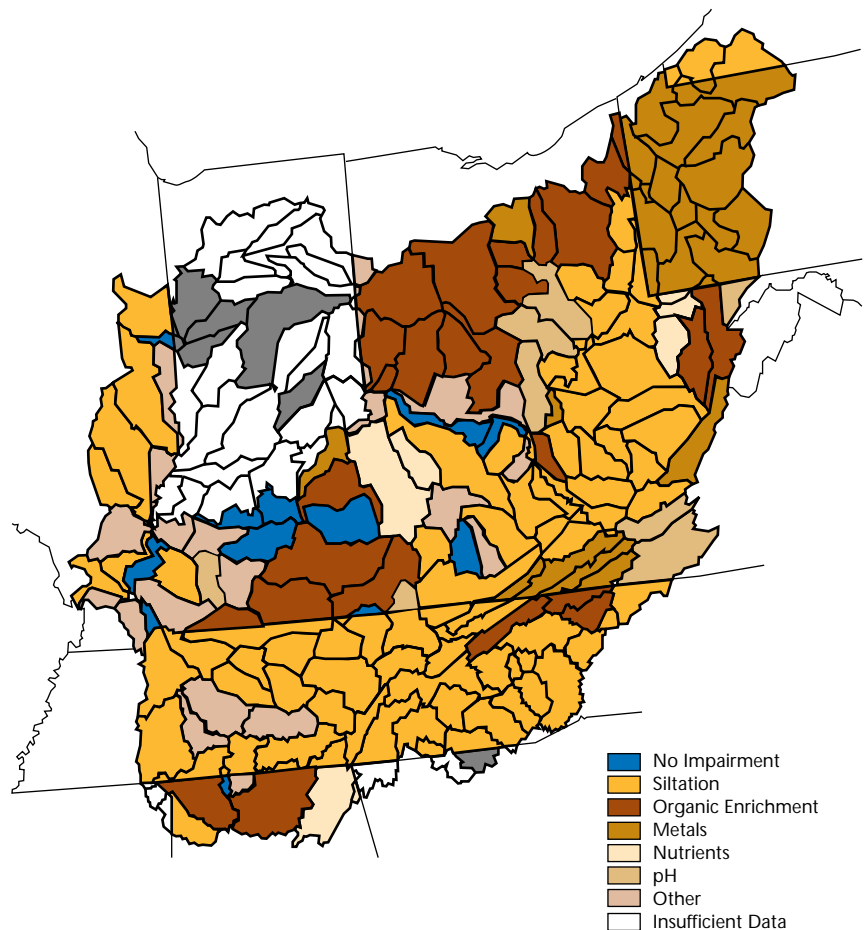 No Impairment
Siltation
Organic Enrichment
Metals
Nutrients
pH
Other
Insufficient Data